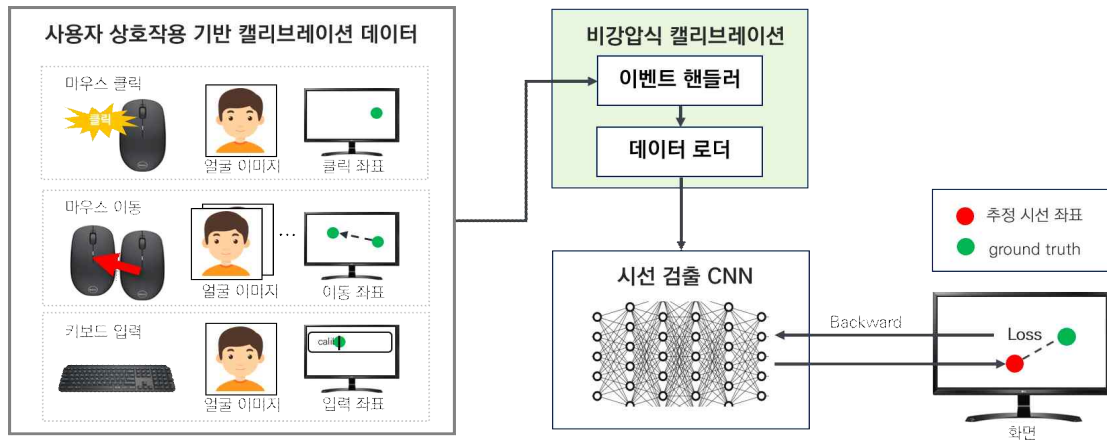 사용자 상호작용 기반 캘리브레이션 데이터
마우스 클릭
클릭
얼굴 이미지
클릭 좌표
마우스 이동
...
얼굴 이미지
이동 좌표
키보드 입력
calib
얼굴 이미지
입력 좌표
비강압식 캘리브레이션
이벤트 핸들러
데이터 로더
시선 검출 CNN
추정 시선 좌표
ground truth
Backward
Loss
화면